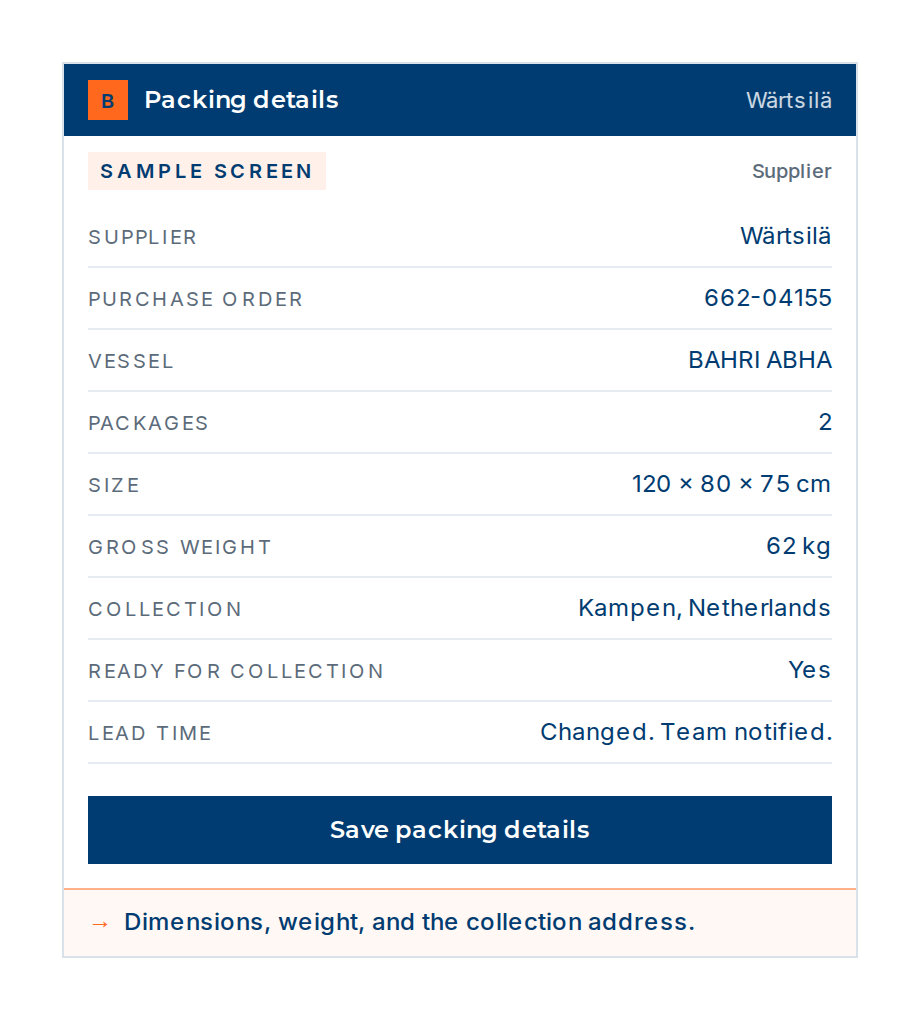 B Packing details Wärtsilä
SAMPLE SCREEN Supplier
SUPPLIER Wärtsilä
PURCHASE ORDER 662-04155
VESSEL BAHRI ABHA
PACKAGES 2
SIZE 120 × 80 × 75 cm
GROSS WEIGHT 62 kg
COLLECTION Kampen, Netherlands
READY FOR COLLECTION Yes
LEAD TIME Changed. Team notified.
Save packing details
→ Dimensions, weight, and the collection address.